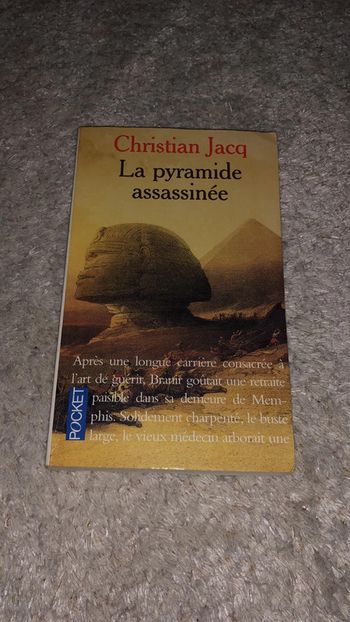 Christian Jacq
La pyramide
assassinée
Après une longue carrière consacrée à
l'art de guérir, Branir goûtait une retraite
paisible dans sa demeure de Mem-
phis. Solidement charpenté, le buste
large, le vieux médecin arborait une
POCKET